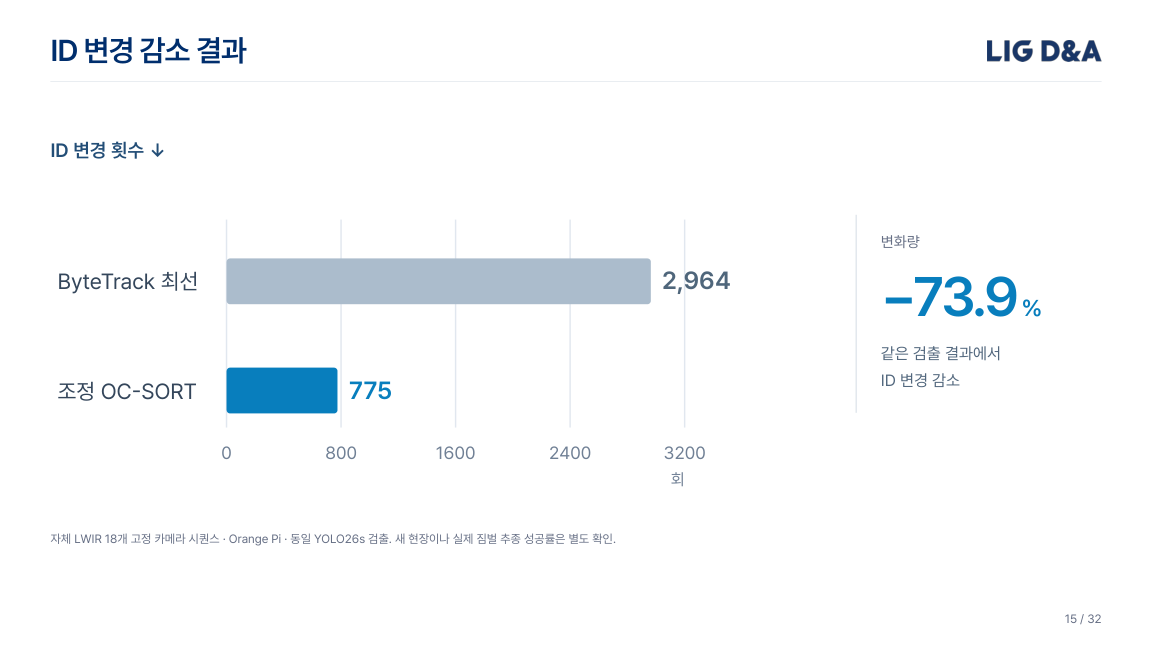 ID 변경 감소 결과
LIG D&A
ID 변경 횟수 ↓
ByteTrack 최선
2,964
조정 OC-SORT
775
0 800 1600 2400 3200
회
변화량
−73.9 %
같은 검출 결과에서
ID 변경 감소
자체 LWIR 18개 고정 카메라 시퀀스 · Orange Pi · 동일 YOLO26s 검출. 새 현장이나 실제 짐벌 추종 성공률은 별도 확인.
15 / 32